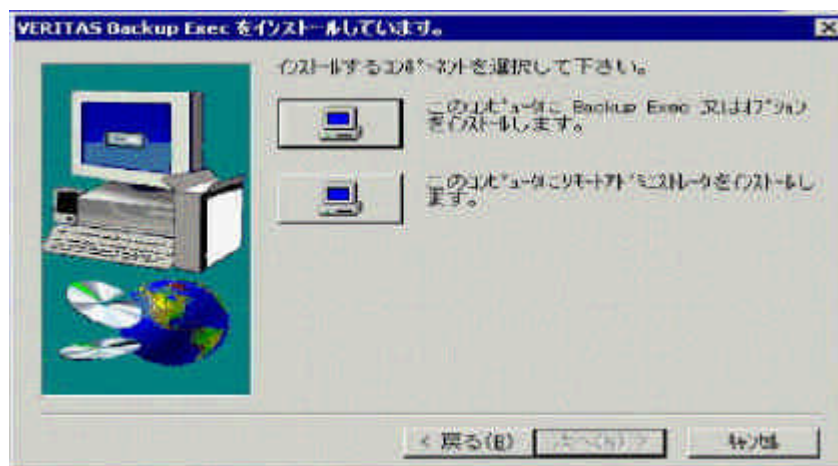 VERITAS Backup Exec をインストールしています。
インストールするコンポーネントを選択して下さい。
このコンピュータに Backup Exec 又はオプション
をインストールします。
このコンピュータにリモートアドミニストレータをインストールし
ます。
< 戻る(B)
次へ(N) >
キャンセル